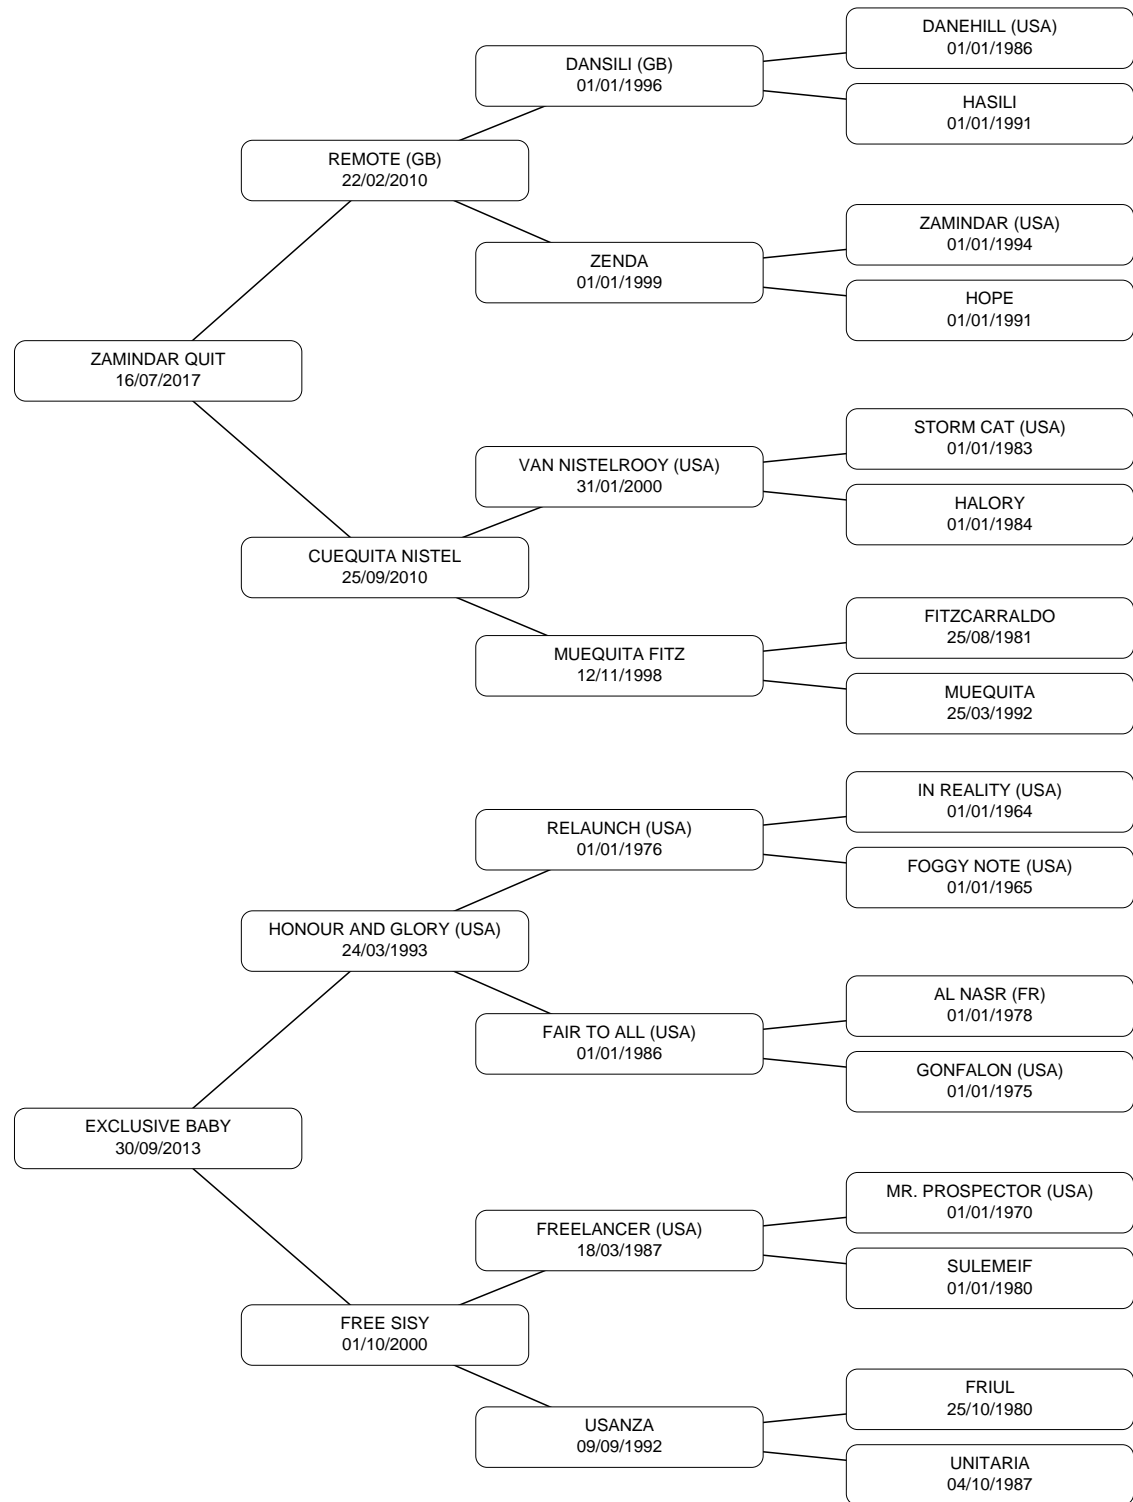 DANEHILL (USA)
01/01/1986
DANSILI (GB)
01/01/1996
HASILI
01/01/1991
REMOTE (GB)
22/02/2010
ZAMINDAR (USA)
01/01/1994
ZENDA
01/01/1999
HOPE
01/01/1991
ZAMINDAR QUIT
16/07/2017
STORM CAT (USA)
01/01/1983
VAN NISTELROOY (USA)
31/01/2000
HALORY
01/01/1984
CUEQUITA NISTEL
25/09/2010
FITZCARRALDO
25/08/1981
MUEQUITA FITZ
12/11/1998
MUEQUITA
25/03/1992
IN REALITY (USA)
01/01/1964
RELAUNCH (USA)
01/01/1976
FOGGY NOTE (USA)
01/01/1965
HONOUR AND GLORY (USA)
24/03/1993
AL NASR (FR)
01/01/1978
FAIR TO ALL (USA)
01/01/1986
GONFALON (USA)
01/01/1975
EXCLUSIVE BABY
30/09/2013
MR. PROSPECTOR (USA)
01/01/1970
FREELANCER (USA)
18/03/1987
SULEMEIF
01/01/1980
FREE SISY
01/10/2000
FRIUL
25/10/1980
USANZA
09/09/1992
UNITARIA
04/10/1987